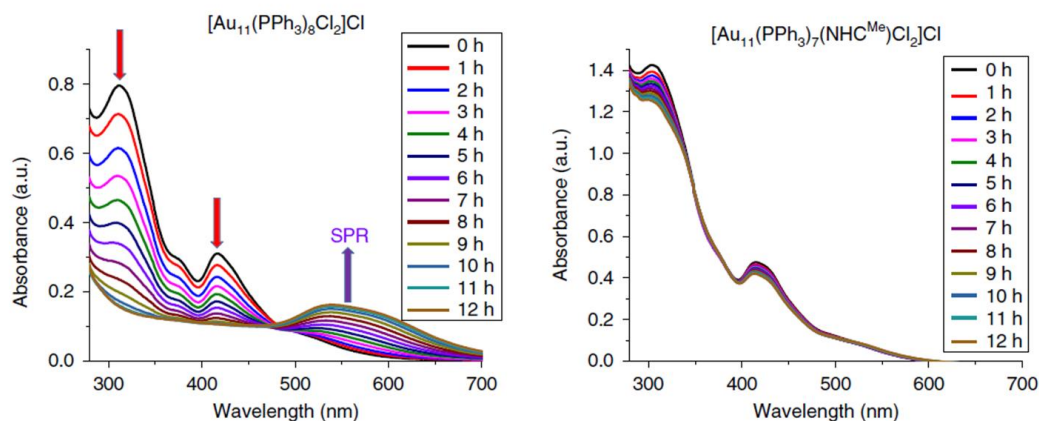 [Au₁₁(PPh₃)₈Cl₂]Cl
Absorbance (a.u.)
0.8
0.6
0.4
0.2
0.0
SPR
0 h
1 h
2 h
3 h
4 h
5 h
6 h
7 h
8 h
9 h
10 h
11 h
12 h
300
400
500
600
700
Wavelength (nm)
[Au₁₁(PPh₃)₇(NHCᴹᵉ)Cl₂]Cl
Absorbance (a.u.)
1.4
1.2
1.0
0.8
0.6
0.4
0.2
0.0
0 h
1 h
2 h
3 h
4 h
5 h
6 h
7 h
8 h
9 h
10 h
11 h
12 h
300
400
500
600
700
Wavelength (nm)